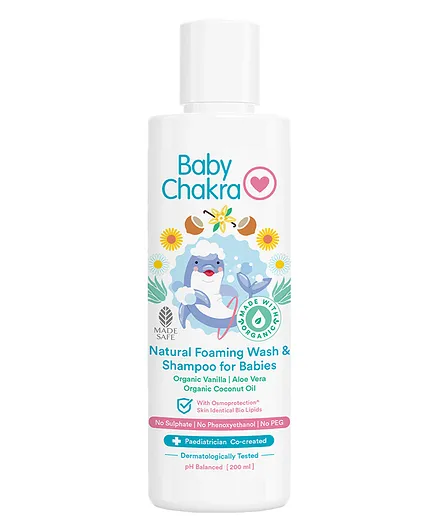 Baby
Chakra
MADE WITH ORGANIC
MADE
SAFE
Natural Foaming Wash &
Shampoo for Babies
Organic Vanilla | Aloe Vera
Organic Coconut Oil
With Osmoprotection*
Skin Identical Bio Lipids
No Sulphate | No Phenoxyethanol | No PEG
Paediatrician Co-created
Dermatologically Tested
pH Balanced [ 200 ml ]